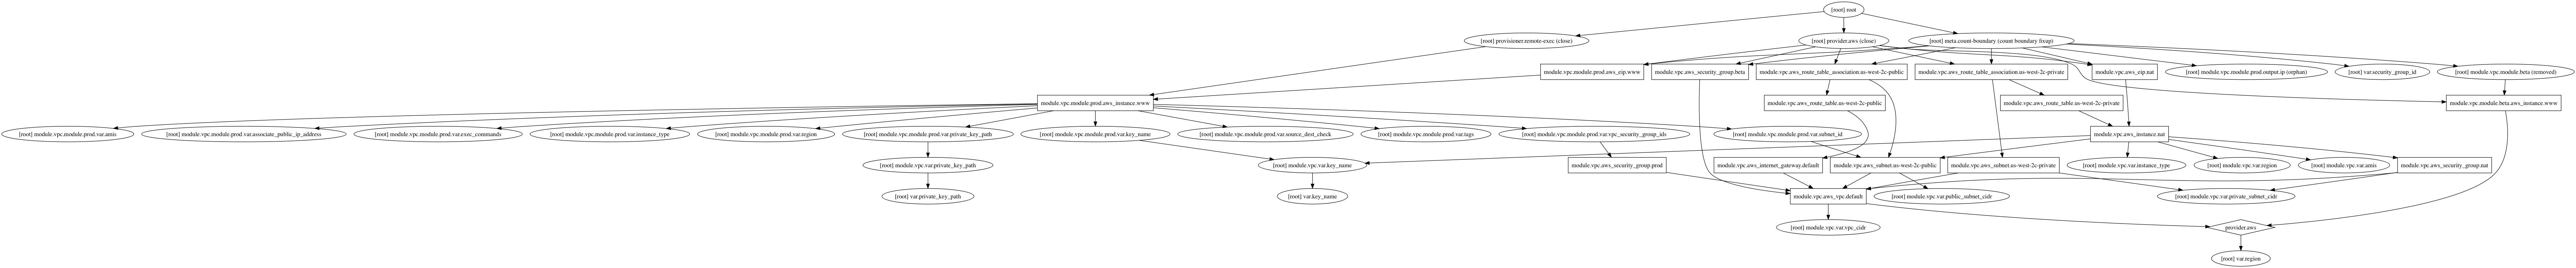 [root] root
[root] provisioner.remote-exec (close)
[root] provider.aws (close)
[root] meta.count-boundary (count boundary fixup)
module.vpc.module.prod.aws_eip.www
module.vpc.aws_security_group.beta
module.vpc.aws_route_table_association.us-west-2c-public
module.vpc.aws_route_table_association.us-west-2c-private
module.vpc.aws_eip.nat
[root] module.vpc.module.prod.output.ip (orphan)
[root] var.security_group_id
[root] module.vpc.module.beta (removed)
module.vpc.module.prod.aws_instance.www
module.vpc.aws_route_table.us-west-2c-public
module.vpc.aws_route_table.us-west-2c-private
module.vpc.module.beta.aws_instance.www
[root] module.vpc.module.prod.var.amis
[root] module.vpc.module.prod.var.associate_public_ip_address
[root] module.vpc.module.prod.var.exec_commands
[root] module.vpc.module.prod.var.instance_type
[root] module.vpc.module.prod.var.region
[root] module.vpc.module.prod.var.private_key_path
[root] module.vpc.module.prod.var.key_name
[root] module.vpc.module.prod.var.source_dest_check
[root] module.vpc.module.prod.var.tags
[root] module.vpc.module.prod.var.vpc_security_group_ids
[root] module.vpc.module.prod.var.subnet_id
module.vpc.aws_instance.nat
[root] module.vpc.var.private_key_path
[root] module.vpc.var.key_name
module.vpc.aws_security_group.prod
module.vpc.aws_internet_gateway.default
module.vpc.aws_subnet.us-west-2c-public
module.vpc.aws_subnet.us-west-2c-private
[root] module.vpc.var.instance_type
[root] module.vpc.var.region
[root] module.vpc.var.amis
module.vpc.aws_security_group.nat
[root] var.private_key_path
[root] var.key_name
module.vpc.aws_vpc.default
[root] module.vpc.var.public_subnet_cidr
[root] module.vpc.var.private_subnet_cidr
[root] module.vpc.var.vpc_cidr
provider.aws
[root] var.region